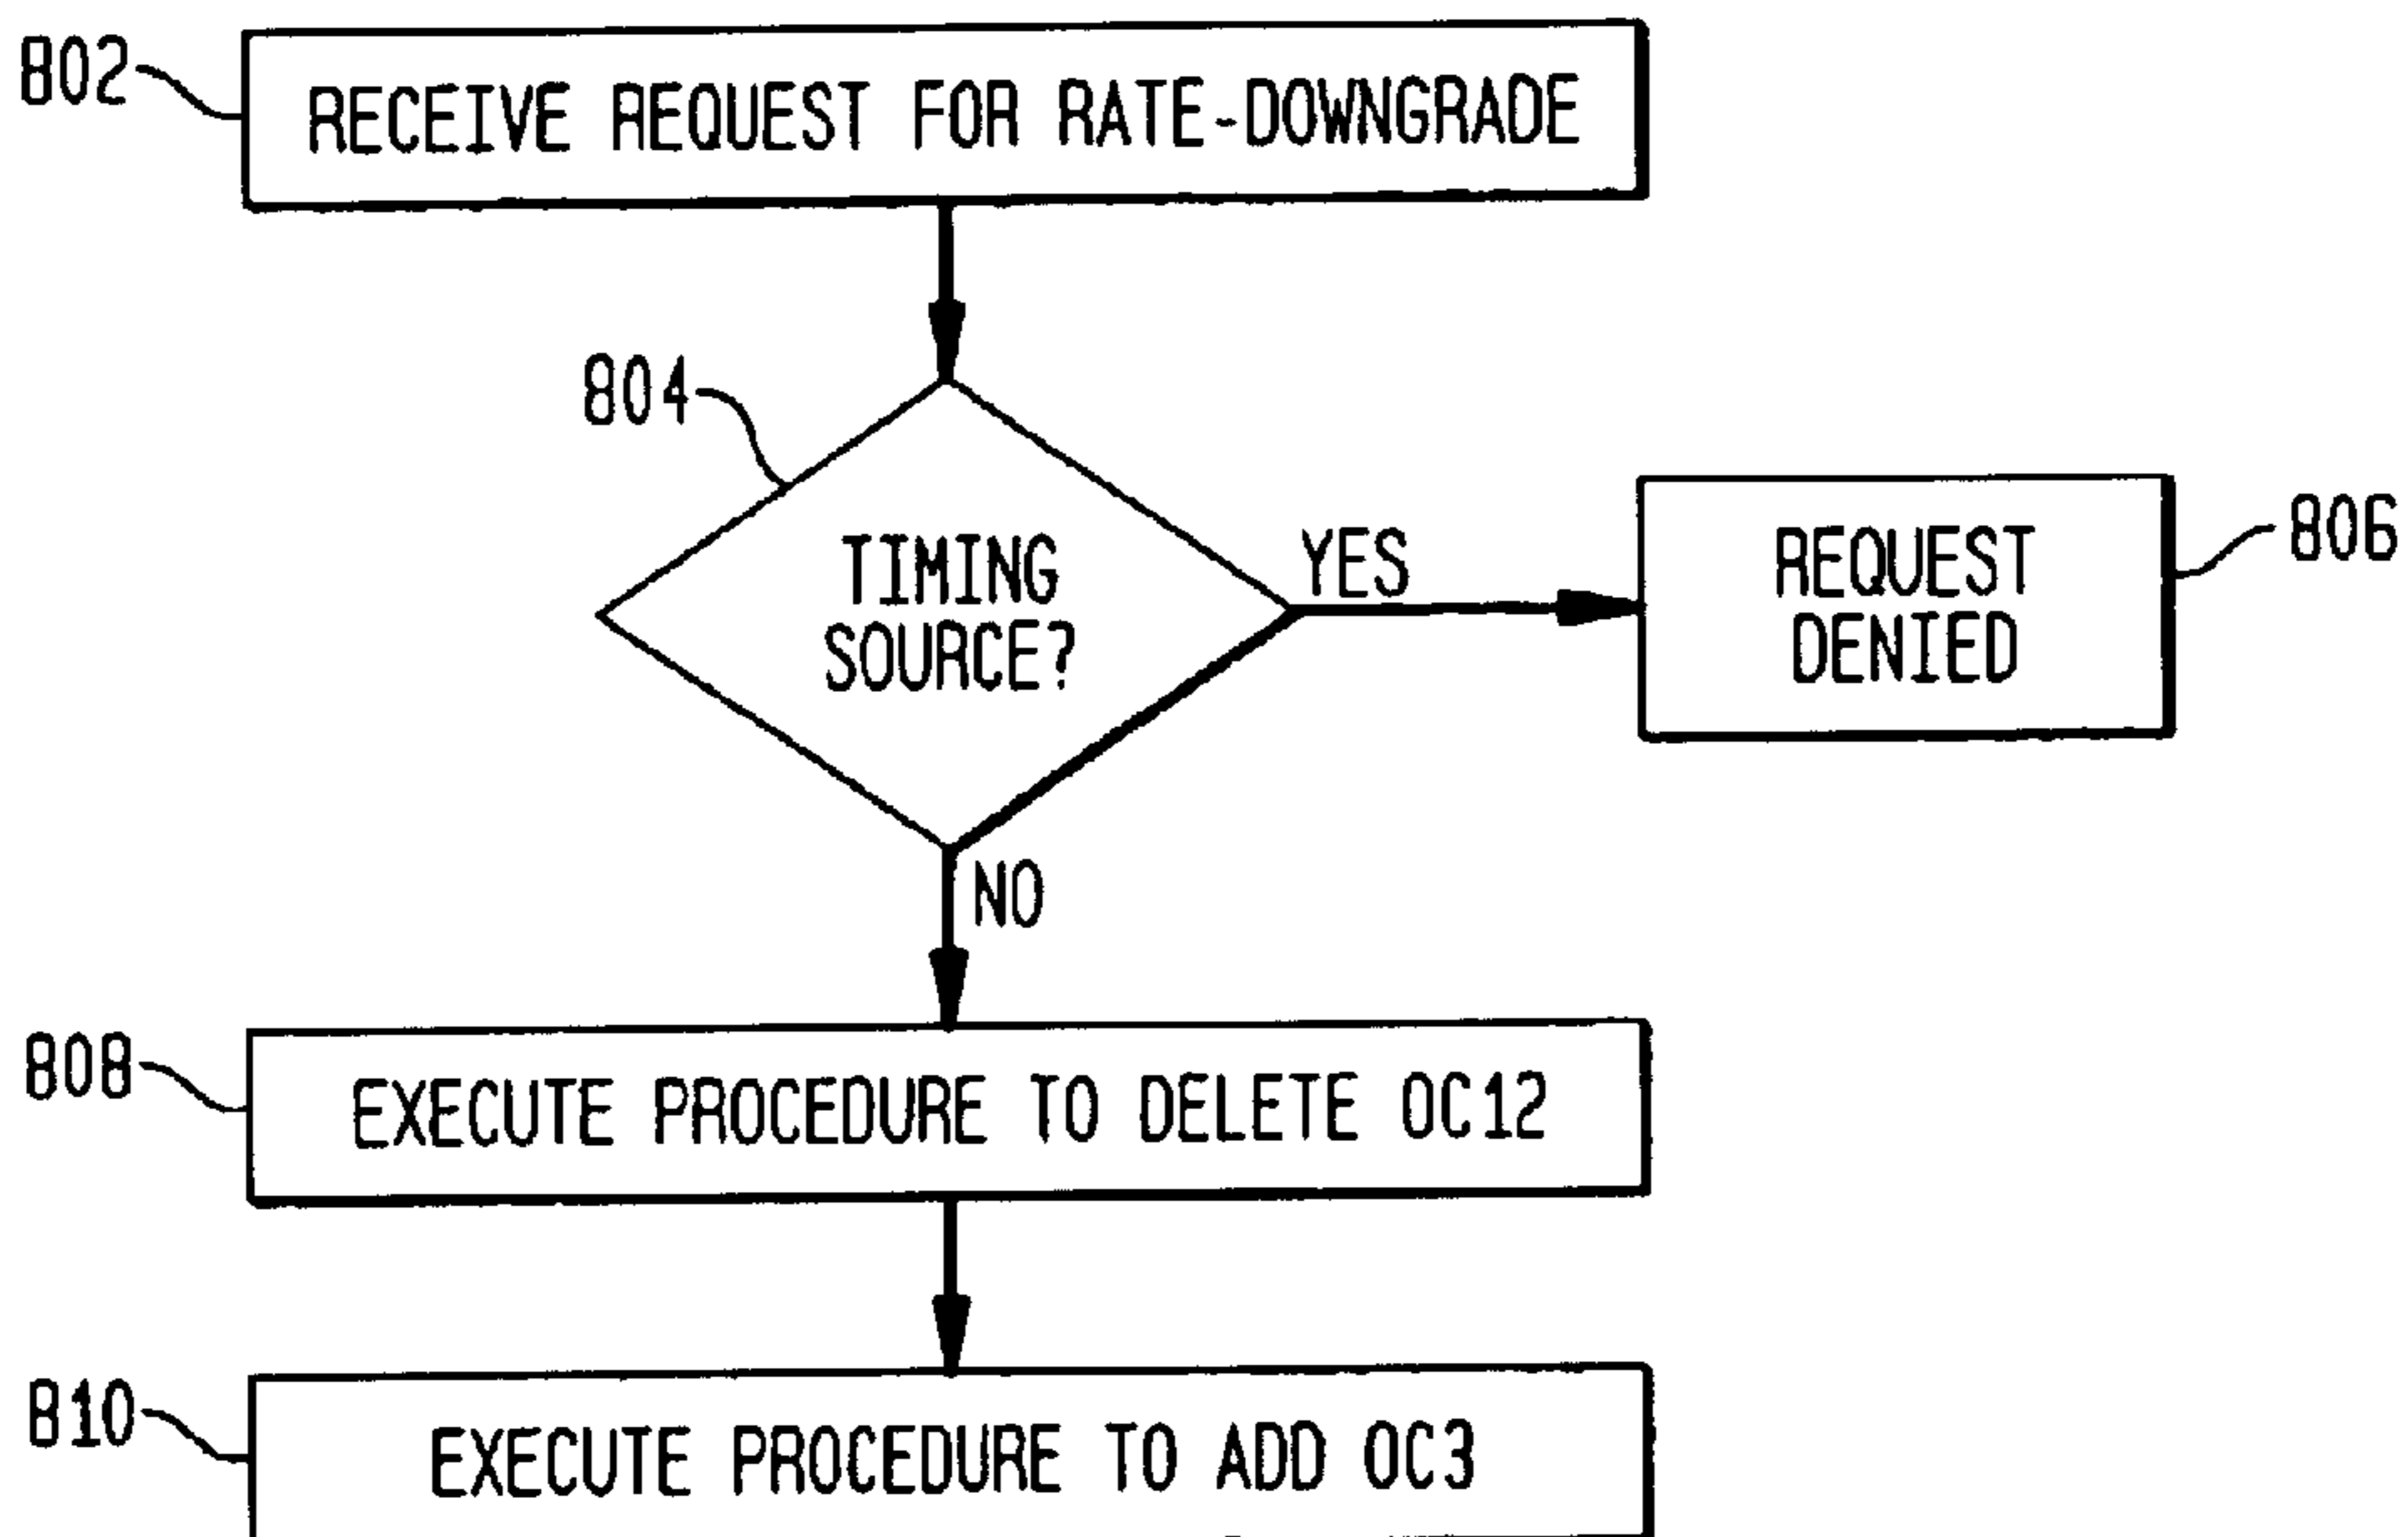 802
RECEIVE REQUEST FOR RATE-DOWNGRADE
804
TIMING
SOURCE?
YES
REQUEST
DENIED
806
NO
808
EXECUTE PROCEDURE TO DELETE OC12
810
EXECUTE PROCEDURE TO ADD OC3